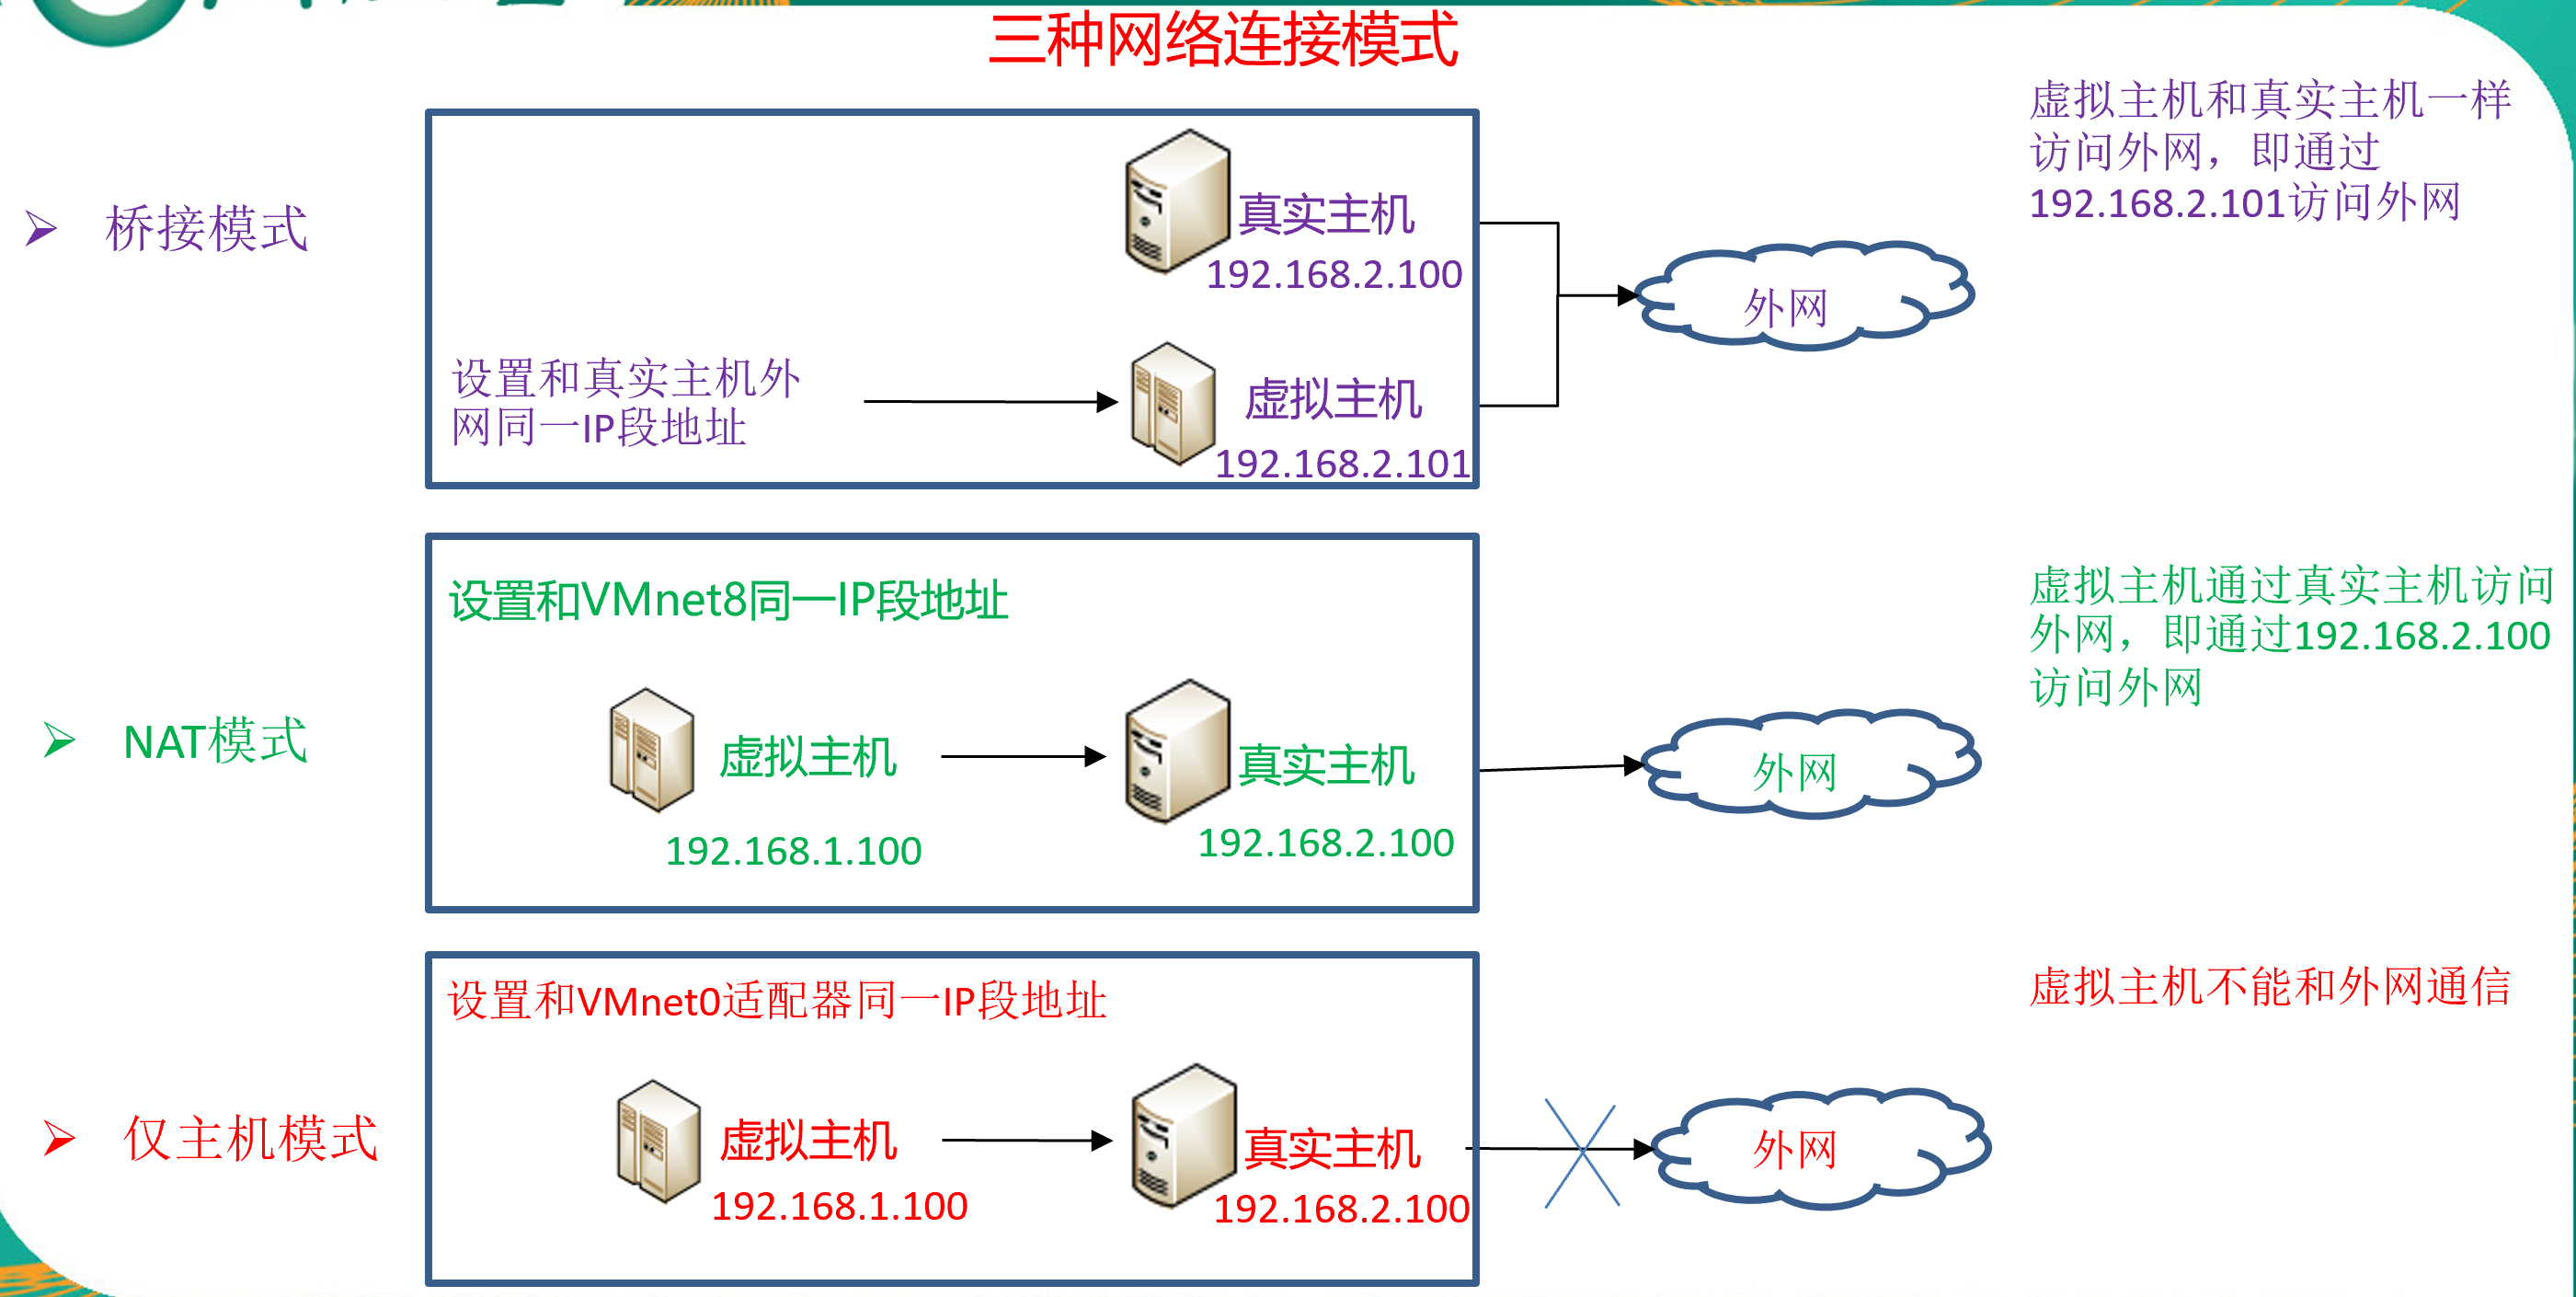 三种网络连接模式
桥接模式
真实主机
192.168.2.100
设置和真实主机外
网同一IP段地址
虚拟主机
192.168.2.101
外网
虚拟主机和真实主机一样
访问外网，即通过
192.168.2.101访问外网
NAT模式
设置和VMnet8同一IP段地址
虚拟主机
192.168.1.100
真实主机
192.168.2.100
外网
虚拟主机通过真实主机访问
外网，即通过192.168.2.100
访问外网
仅主机模式
设置和VMnet0适配器同一IP段地址
虚拟主机
192.168.1.100
真实主机
192.168.2.100
外网
虚拟主机不能和外网通信